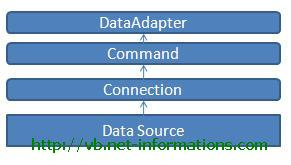 DataAdapter
Command
Connection
Data Source
http://vb.net-informations.com